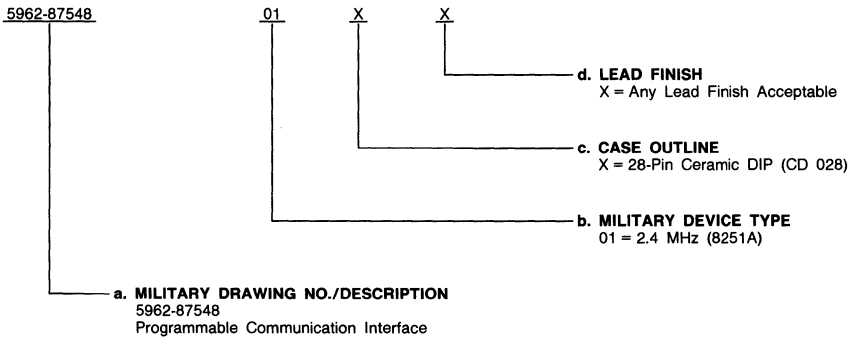 5962-87548 01 X X
d. LEAD FINISH
X = Any Lead Finish Acceptable
c. CASE OUTLINE
X = 28-Pin Ceramic DIP (CD 028)
b. MILITARY DEVICE TYPE
01 = 2.4 MHz (8251A)
a. MILITARY DRAWING NO./DESCRIPTION
5962-87548
Programmable Communication Interface